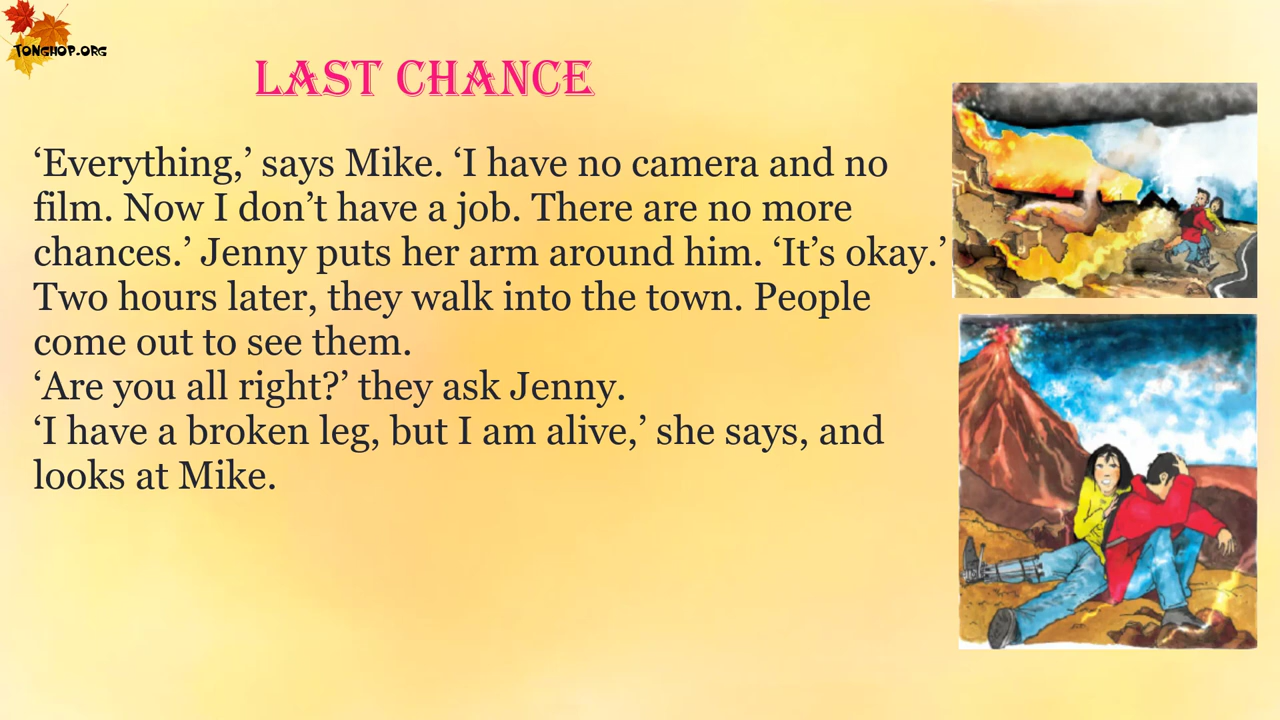 TONGHOP.ORG
LAST CHANCE
‘Everything,’ says Mike. ‘I have no camera and no
film. Now I don’t have a job. There are no more
chances.’ Jenny puts her arm around him. ‘It’s okay.’
Two hours later, they walk into the town. People
come out to see them.
‘Are you all right?’ they ask Jenny.
‘I have a broken leg, but I am alive,’ she says, and
looks at Mike.